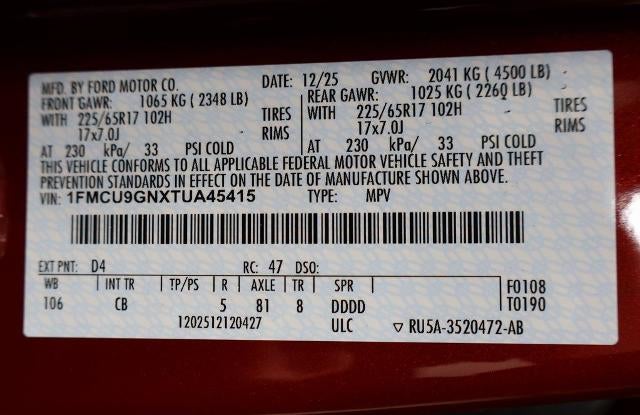 MFD. BY FORD MOTOR CO. DATE: 12/25 GVWR: 2041 KG ( 4500 LB)
FRONT GAWR: 1065 KG ( 2348 LB) REAR GAWR: 1025 KG ( 2260 LB)
WITH 225/65R17 102H TIRES WITH 225/65R17 102H TIRES
17x7.0J RIMS 17x7.0J RIMS
AT 230 kPa/ 33 PSI COLD AT 230 kPa/ 33 PSI COLD
THIS VEHICLE CONFORMS TO ALL APPLICABLE FEDERAL MOTOR VEHICLE SAFETY AND THEFT
PREVENTION STANDARDS IN EFFECT ON THE DATE OF MANUFACTURE SHOWN ABOVE.
VIN: 1FMCU9GNXTUA45415 TYPE: MPV
EXT PNT: D4 RC: 47 DSO:
WB INT TR TP/PS R AXLE TR SPR F0108
106 CB 5 81 8 DDDD T0190
1202512120427 ULC ▽ RU5A-3520472-AB